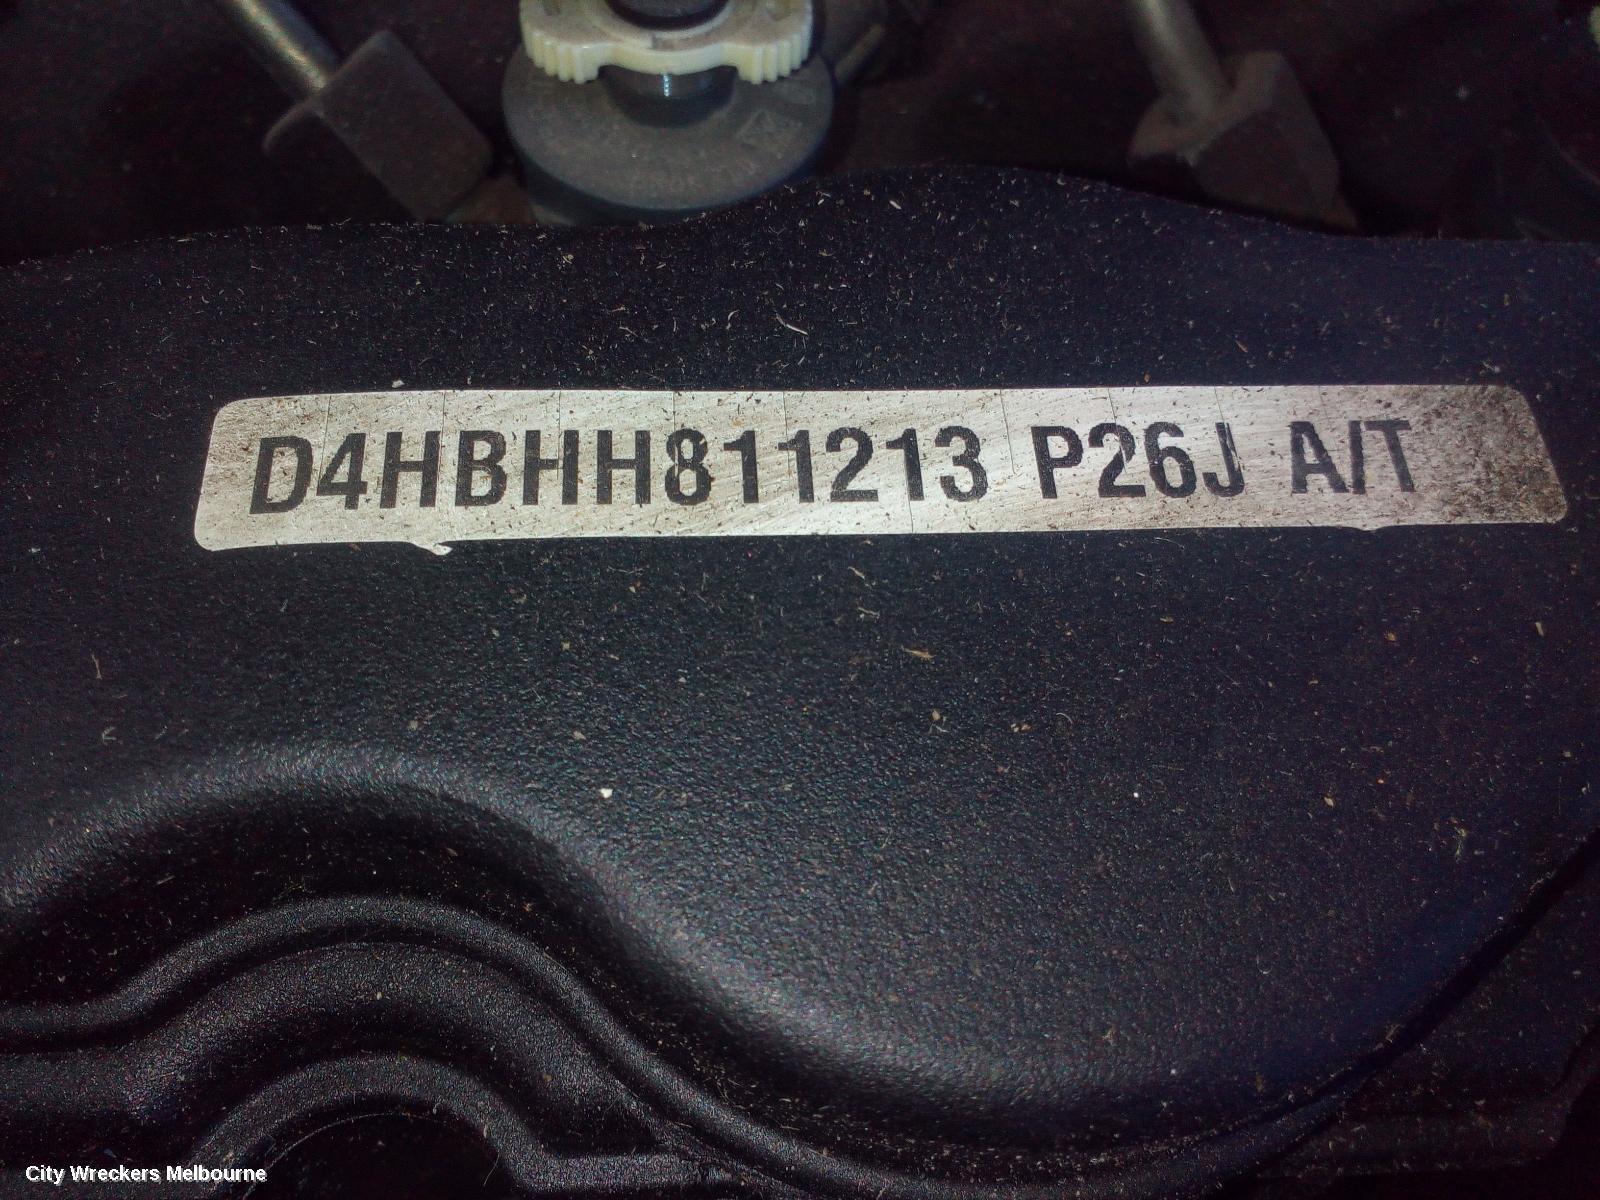 D4HBHH811213 P26J A/T
City Wreckers Melbourne